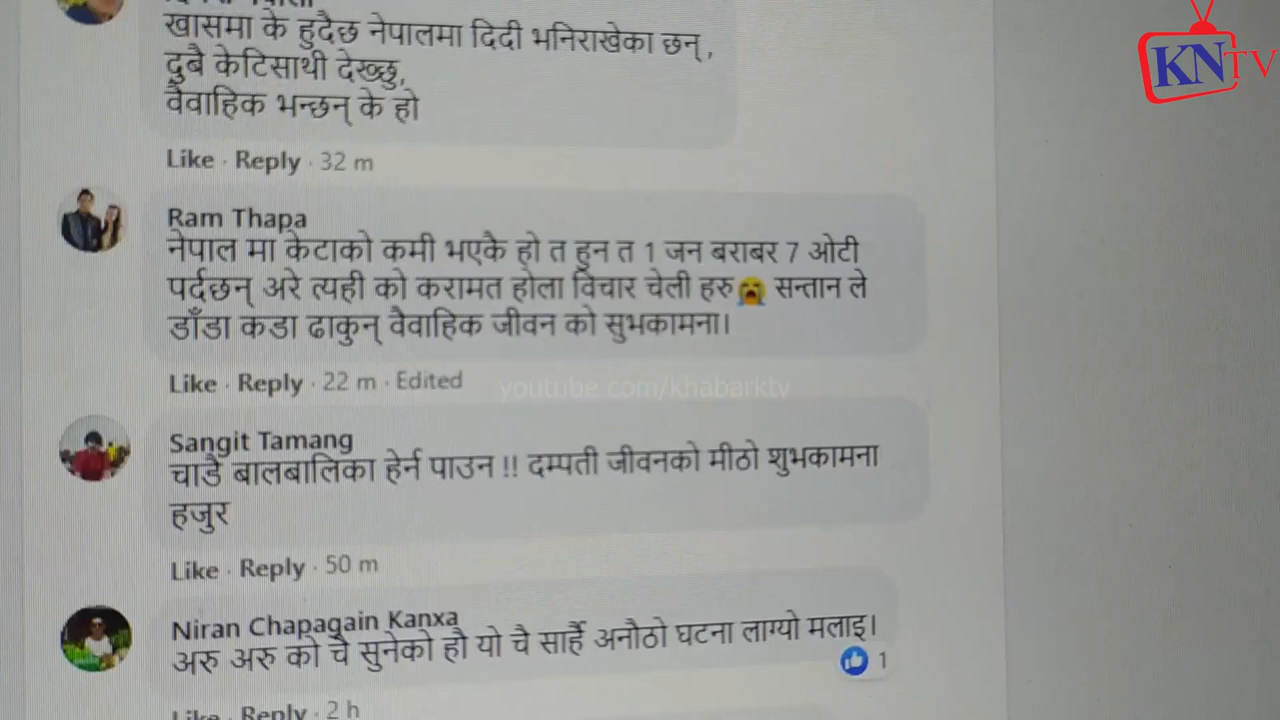 खासमा के हुदैछ नेपालमा दिदी भनिराखेका छन् ,
दुबै केटिसाथी देख्छु,
वैवाहिक भन्छन् के हो
Like · Reply · 32 m
Ram Thapa
नेपाल मा केटाको कमी भएकै हो त हुन त 1 जन बराबर 7 ओटी
पर्दछन् अरे त्यही को करामत होला विचार चेली हरु😭 सन्तान ले
डाँडा कडा ढाकुन् वैवाहिक जीवन को सुभकामना।
Like · Reply · 22 m · Edited
youtube.com/khabarktv
Sangit Tamang
चाडै बालबालिका हेर्न पाउन !! दम्पती जीवनको मीठो शुभकामना
हजुर
Like · Reply · 50 m
Niran Chapagain Kanxa
अरु अरु को चै सुनेको हौ यो चै सार्है अनौठो घटना लाग्यो मलाइ।
1
Like · Reply · 2 h
KNTV